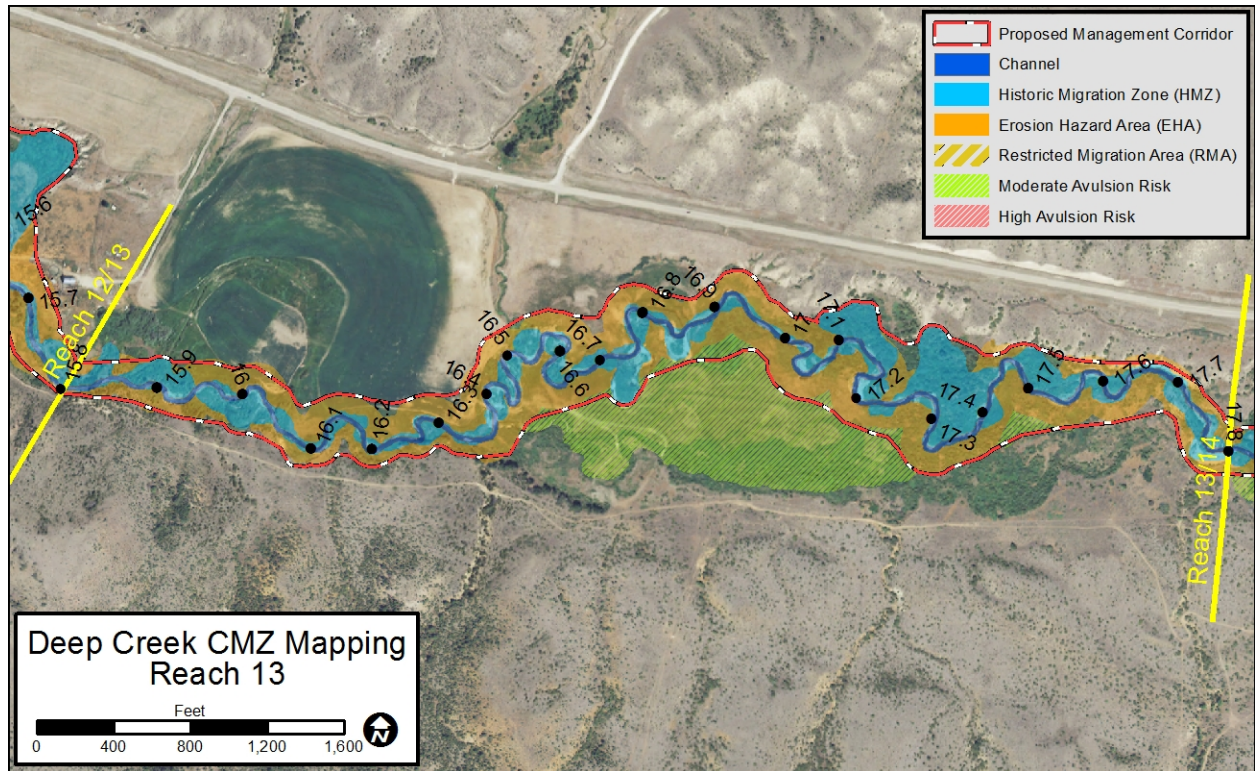 Proposed Management Corridor
Channel
Historic Migration Zone (HMZ)
Erosion Hazard Area (EHA)
Restricted Migration Area (RMA)
Moderate Avulsion Risk
High Avulsion Risk
15.6
15.7
Reach 12/13
15.8
15.9
16
16.1
16.2
16.3
16.4
16.5
16.6
16.7
16.8
16.9
17
17.1
17.2
17.3
17.4
17.5
17.6
17.7
17.8
Reach 13/14
Deep Creek CMZ Mapping
Reach 13
Feet
0 400 800 1,200 1,600
N